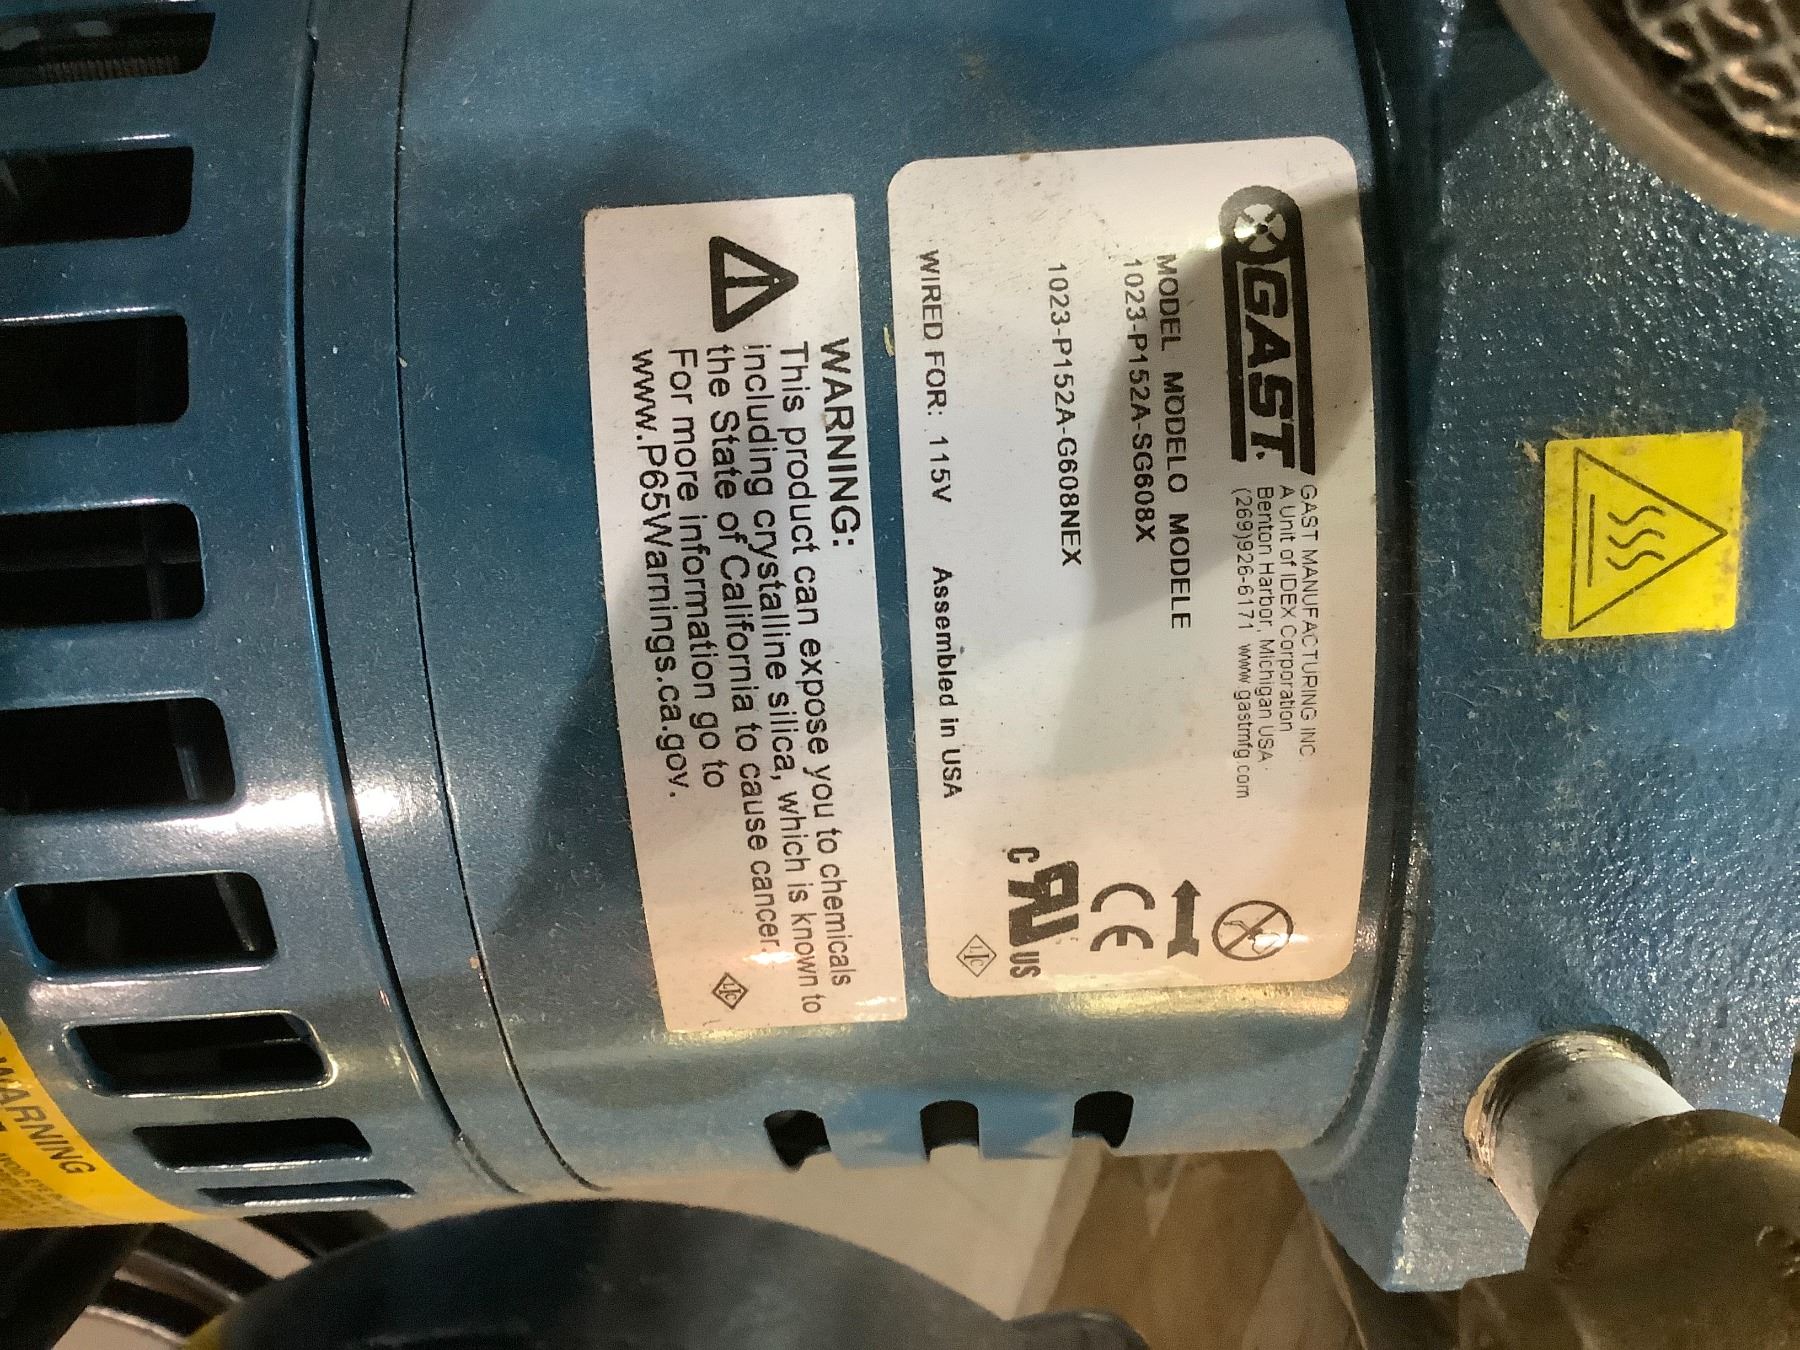 GAST
GAST MANUFACTURING INC
A Unit of IDEX Corporation
Benton Harbor, Michigan USA
(269)926-6171 www.gastmfg.com
MODEL MODELO MODELE
1023-P152A-SG608X
1023-P152A-G608NEX
WIRED FOR: 115V Assembled in USA
CE
C US
WARNING:
This product can expose you to chemicals
including crystalline silica, which is known to
the State of California to cause cancer.
For more information go to
www.P65Warnings.ca.gov.
WARNING